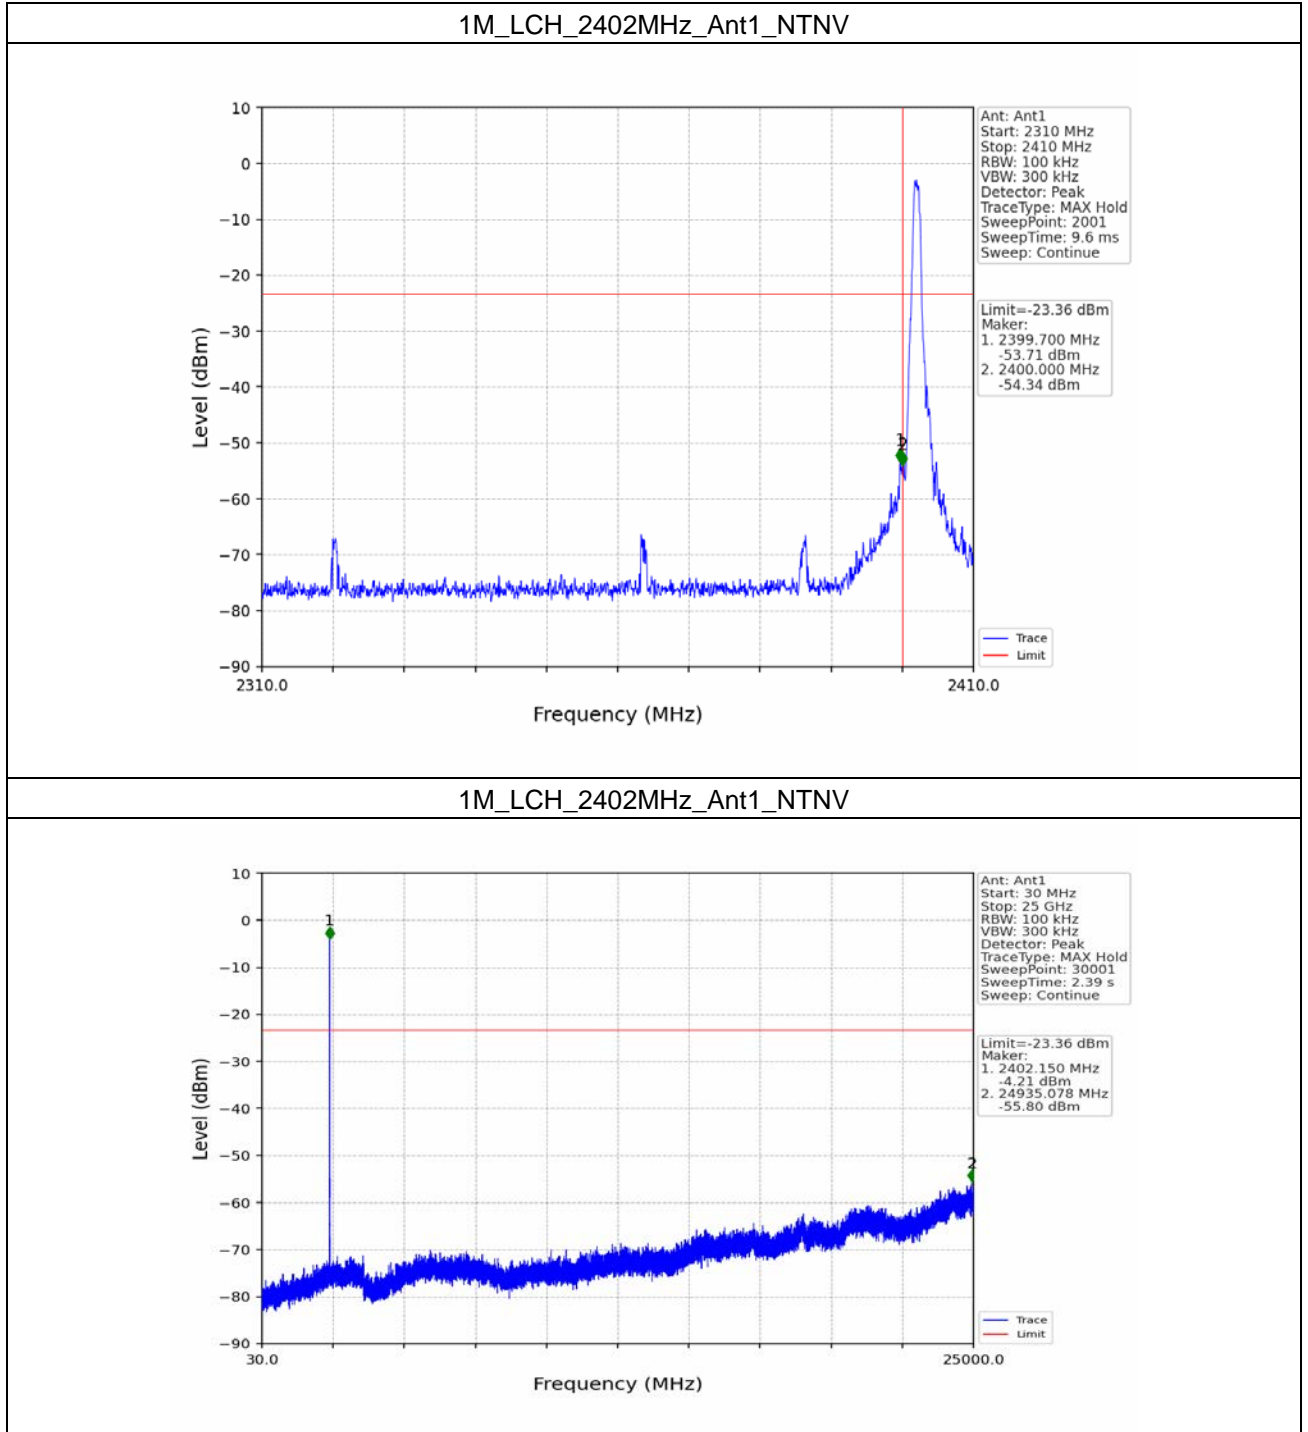 1M_LCH_2402MHz_Ant1_NTNV
10
0
−10
−20
−30
−40
−50
−60
−70
−80
−90
Level (dBm)
1
2
2310.0
2410.0
Frequency (MHz)
Ant: Ant1
Start: 2310 MHz
Stop: 2410 MHz
RBW: 100 kHz
VBW: 300 kHz
Detector: Peak
TraceType: MAX Hold
SweepPoint: 2001
SweepTime: 9.6 ms
Sweep: Continue
Limit=-23.36 dBm
Maker:
1. 2399.700 MHz
-53.71 dBm
2. 2400.000 MHz
-54.34 dBm
Trace
Limit
1M_LCH_2402MHz_Ant1_NTNV
10
0
−10
−20
−30
−40
−50
−60
−70
−80
−90
Level (dBm)
1
2
30.0
25000.0
Frequency (MHz)
Ant: Ant1
Start: 30 MHz
Stop: 25 GHz
RBW: 100 kHz
VBW: 300 kHz
Detector: Peak
TraceType: MAX Hold
SweepPoint: 30001
SweepTime: 2.39 s
Sweep: Continue
Limit=-23.36 dBm
Maker:
1. 2402.150 MHz
-4.21 dBm
2. 24935.078 MHz
-55.80 dBm
Trace
Limit